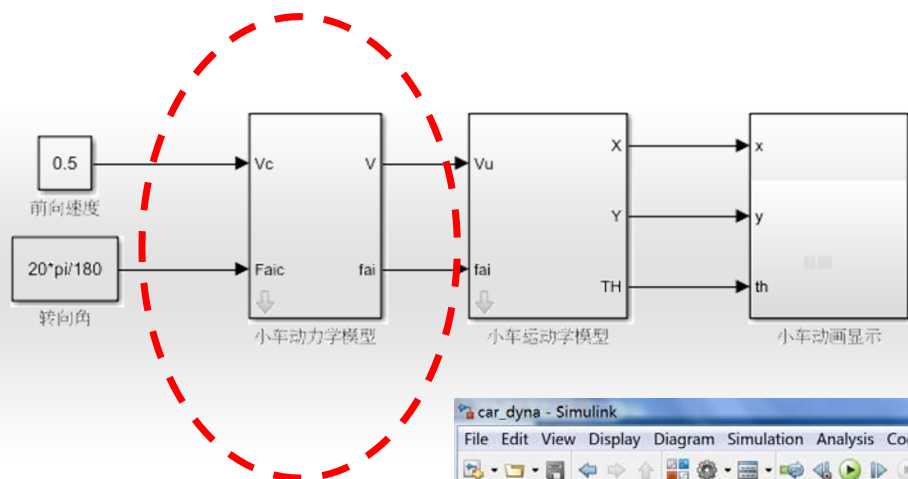 0.5
前向速度
20*pi/180
转向角
Vc
V
Faic
fai
小车动力学模型
Vu
X
Y
fai
TH
小车运动学模型
x
y
th
小车动画显示
car_dyna - Simulink
File Edit View Display Diagram Simulation Analysis